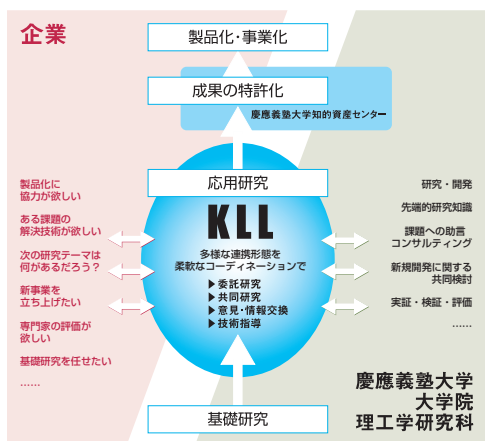 企業
製品化・事業化
成果の特許化
慶應義塾大学知的資産センター
応用研究
KLL
多様な連携形態を
柔軟なコーディネーションで
▶委託研究
▶共同研究
▶意見・情報交換
▶技術指導
基礎研究
製品化に
協力が欲しい
ある課題の
解決技術が欲しい
次の研究テーマは
何があるだろう？
新事業を
立ち上げたい
専門家の評価が
欲しい
基礎研究を任せたい
……
研究・開発
先端的研究知識
課題への助言
コンサルティング
新規開発に関する
共同検討
実証・検証・評価
……
慶應義塾大学
大学院
理工学研究科